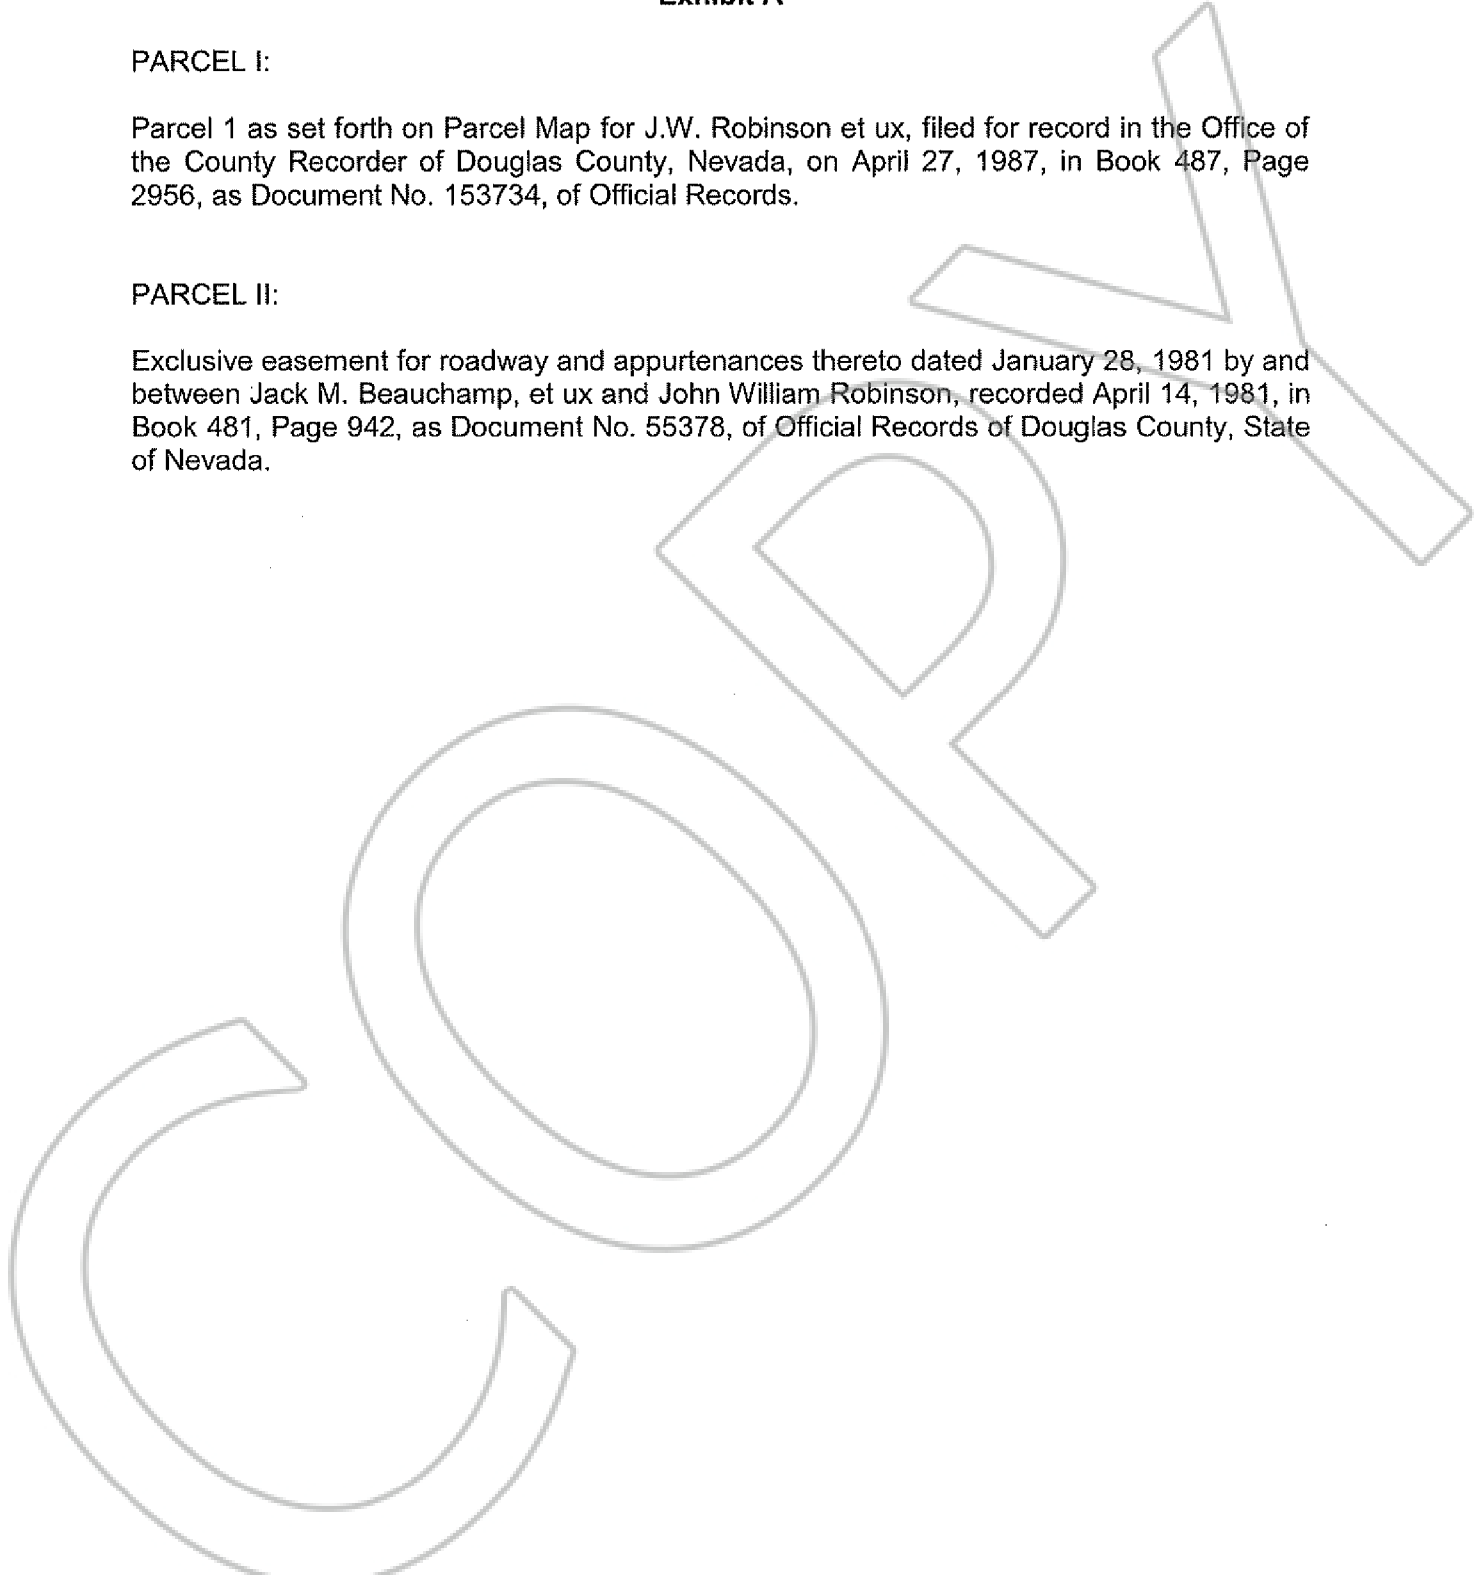 Exhibit A
PARCEL I:
Parcel 1 as set forth on Parcel Map for J.W. Robinson et ux, filed for record in the Office of
the County Recorder of Douglas County, Nevada, on April 27, 1987, in Book 487, Page
2956, as Document No. 153734, of Official Records.
PARCEL II:
Exclusive easement for roadway and appurtenances thereto dated January 28, 1981 by and
between Jack M. Beauchamp, et ux and John William Robinson, recorded April 14, 1981, in
Book 481, Page 942, as Document No. 55378, of Official Records of Douglas County, State
of Nevada.
COPY